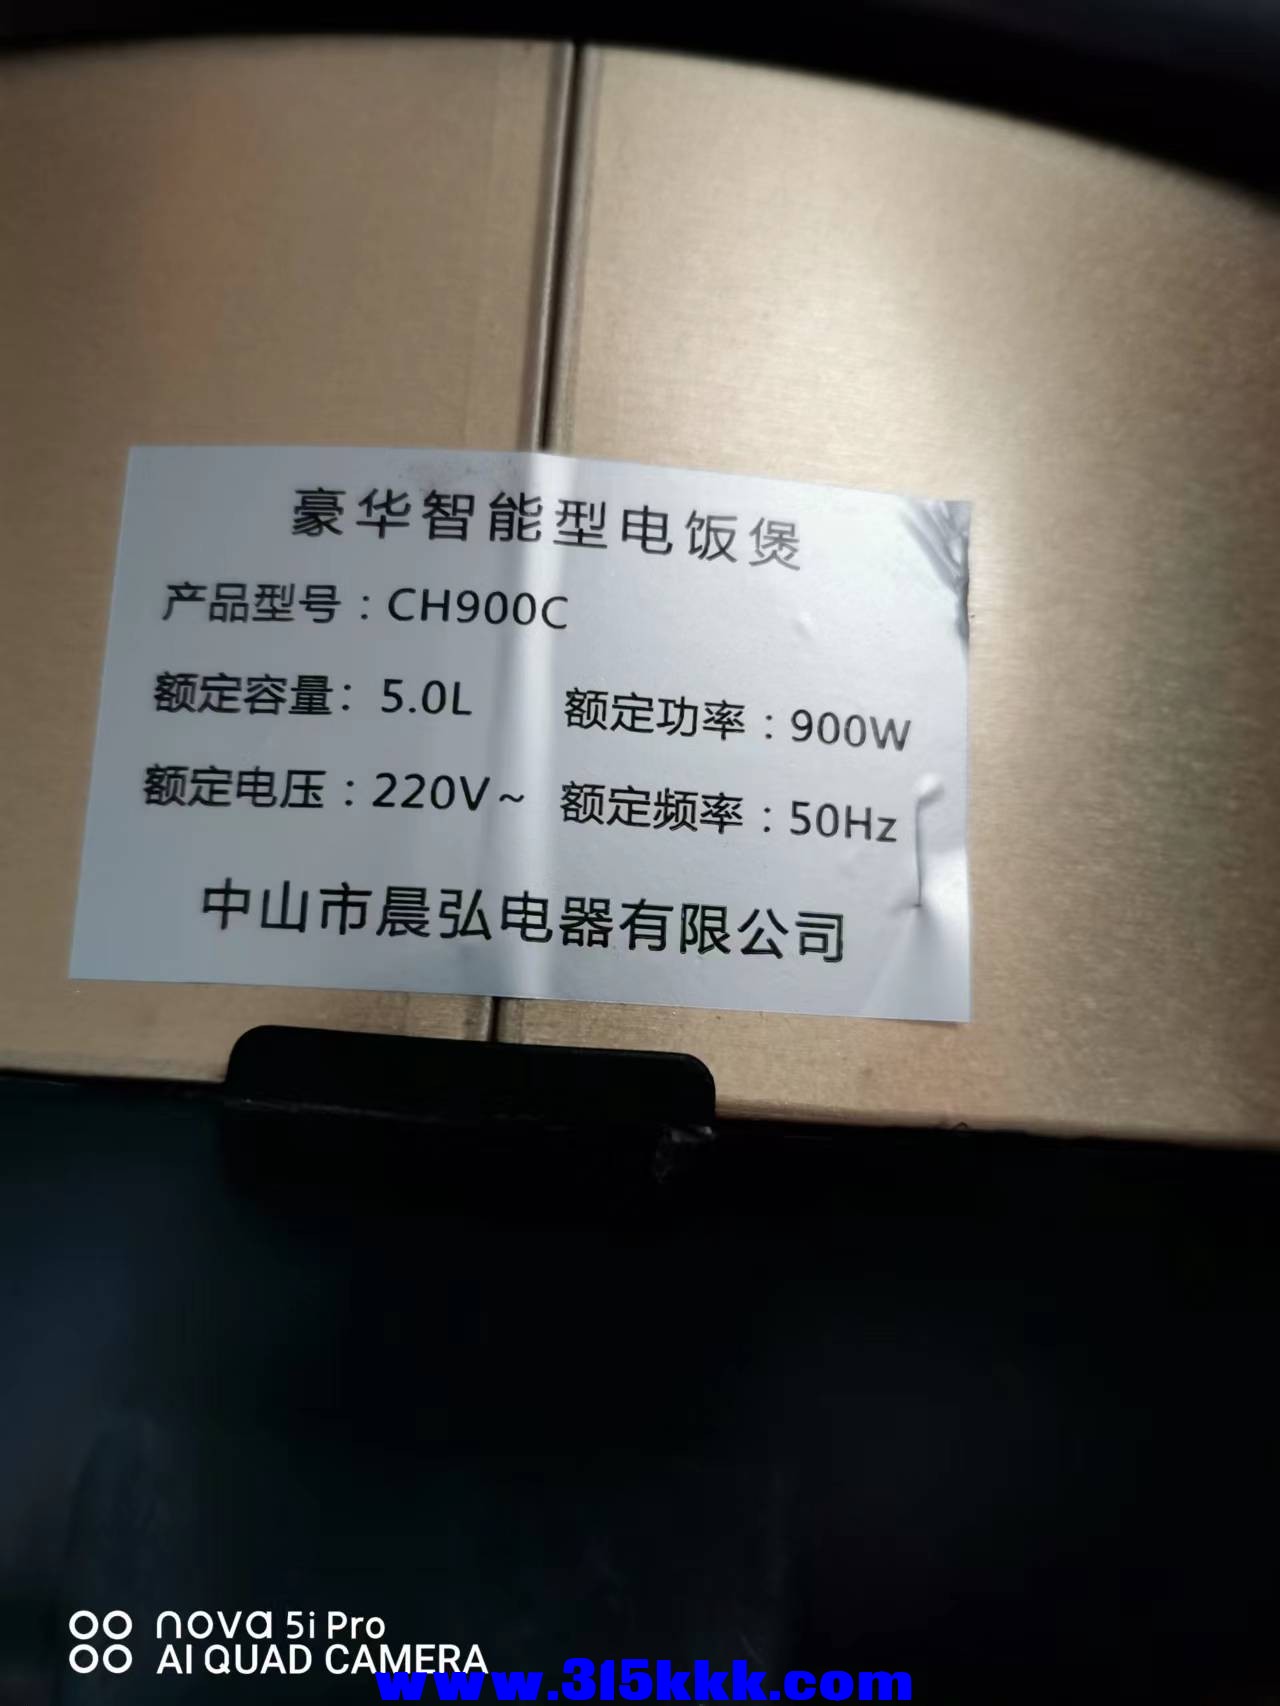 豪华智能型电饭煲
产品型号：CH900C
额定容量：5.0L 额定功率：900W
额定电压：220V~ 额定频率：50Hz
中山市晨弘电器有限公司
nova 5i Pro
AI QUAD CAMERA
www.315kkk.com